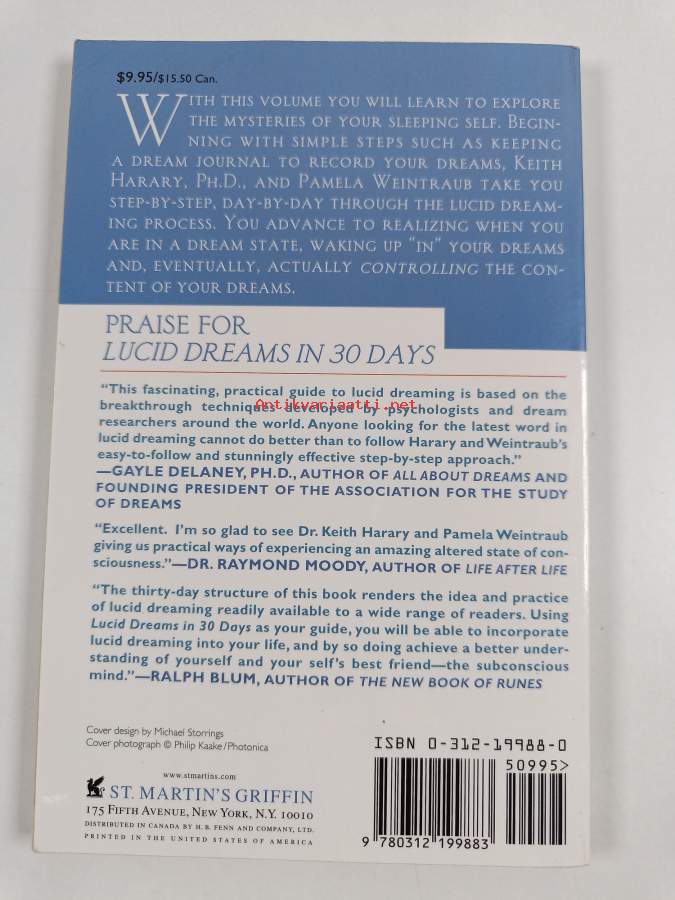 $9.95/$15.50 Can.
WITH THIS VOLUME YOU WILL LEARN TO EXPLORE
THE MYSTERIES OF YOUR SLEEPING SELF. BEGIN-
NING WITH SIMPLE STEPS SUCH AS KEEPING
A DREAM JOURNAL TO RECORD YOUR DREAMS, KEITH
HARARY, PH.D., AND PAMELA WEINTRAUB TAKE YOU
STEP-BY-STEP, DAY-BY-DAY THROUGH THE LUCID DREAM-
ING PROCESS. YOU ADVANCE TO REALIZING WHEN YOU
ARE IN A DREAM STATE, WAKING UP "IN" YOUR DREAMS
AND, EVENTUALLY, ACTUALLY CONTROLLING THE CON-
TENT OF YOUR DREAMS.
PRAISE FOR
LUCID DREAMS IN 30 DAYS
"This fascinating, practical guide to lucid dreaming is based on the
breakthrough techniques developed by psychologists and dream
Antikvariaatti.net
researchers around the world. Anyone looking for the latest word in
lucid dreaming cannot do better than to follow Harary and Weintraub's
easy-to-follow and stunningly effective step-by-step approach."
—GAYLE DELANEY, PH.D., AUTHOR OF ALL ABOUT DREAMS AND
FOUNDING PRESIDENT OF THE ASSOCIATION FOR THE STUDY
OF DREAMS
"Excellent. I'm so glad to see Dr. Keith Harary and Pamela Weintraub
giving us practical ways of experiencing an amazing altered state of con-
sciousness."—DR. RAYMOND MOODY, AUTHOR OF LIFE AFTER LIFE
"The thirty-day structure of this book renders the idea and practice
of lucid dreaming readily available to a wide range of readers. Using
Lucid Dreams in 30 Days as your guide, you will be able to incorporate
lucid dreaming into your life, and by so doing achieve a better under-
standing of yourself and your self's best friend—the subconscious
mind."—RALPH BLUM, AUTHOR OF THE NEW BOOK OF RUNES
Cover design by Michael Storrings
Cover photograph © Philip Kaake/Photonica
www.stmartins.com
ST. MARTIN'S GRIFFIN
175 FIFTH AVENUE, NEW YORK, N.Y. 10010
DISTRIBUTED IN CANADA BY H. B. FENN AND COMPANY, LTD.
PRINTED IN THE UNITED STATES OF AMERICA
ISBN 0-312-19988-0
50995>
9 780312 199883